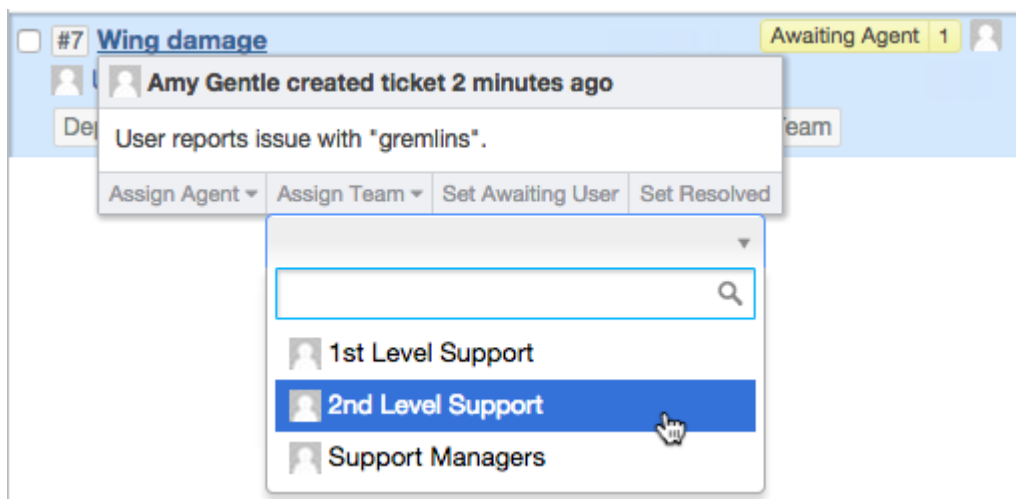 #7 Wing damage Awaiting Agent 1
Amy Gentle created ticket 2 minutes ago
User reports issue with "gremlins".
Assign Agent Assign Team Set Awaiting User Set Resolved
1st Level Support
2nd Level Support
Support Managers